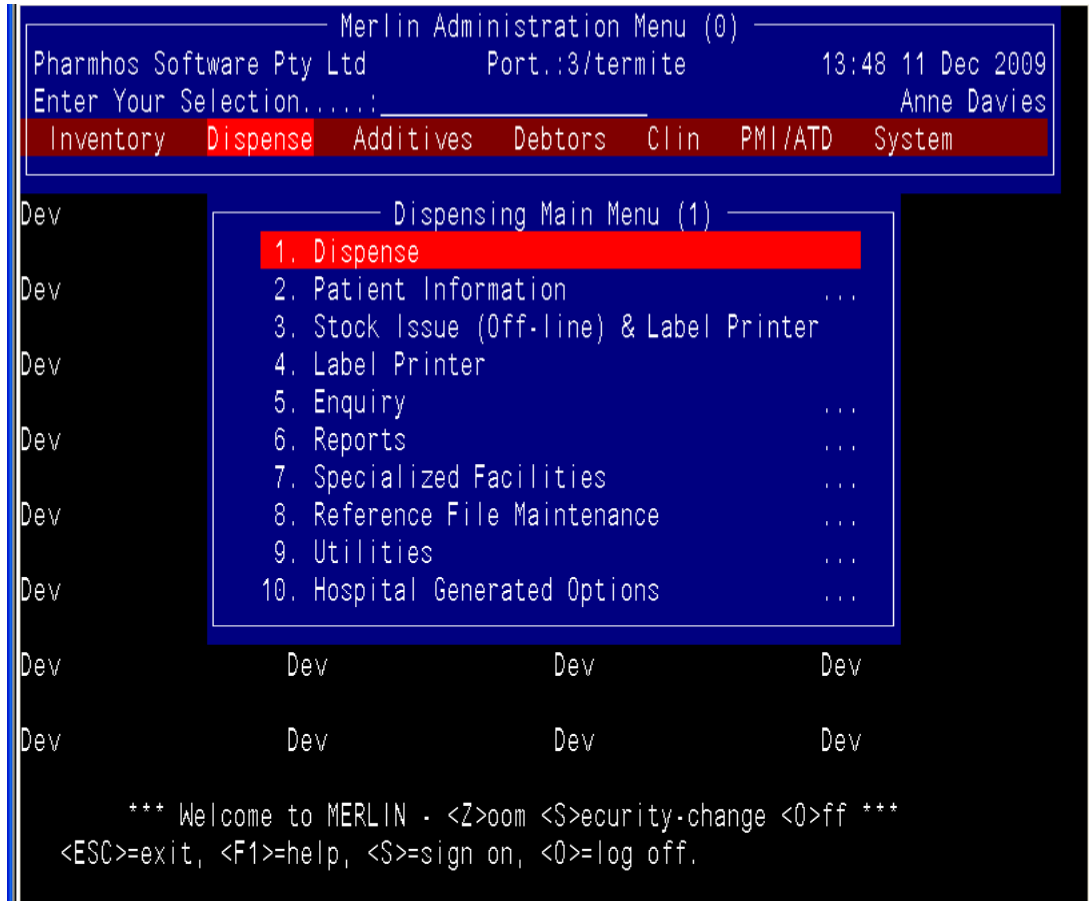 Merlin Administration Menu (0)
Pharmhos Software Pty Ltd Port.:3/termite 13:48 11 Dec 2009
Enter Your Selection.....:____________________ Anne Davies
Inventory Dispense Additives Debtors Clin PMI/ATD System
Dev Dispensing Main Menu (1)
1. Dispense
Dev 2. Patient Information ...
3. Stock Issue (Off-line) & Label Printer
Dev 4. Label Printer
5. Enquiry ...
Dev 6. Reports ...
7. Specialized Facilities ...
Dev 8. Reference File Maintenance ...
9. Utilities ...
Dev 10. Hospital Generated Options ...
Dev Dev Dev Dev
Dev Dev Dev Dev
*** Welcome to MERLIN - <Z>oom <S>ecurity-change <O>ff ***
<ESC>=exit, <F1>=help, <S>=sign on, <O>=log off.